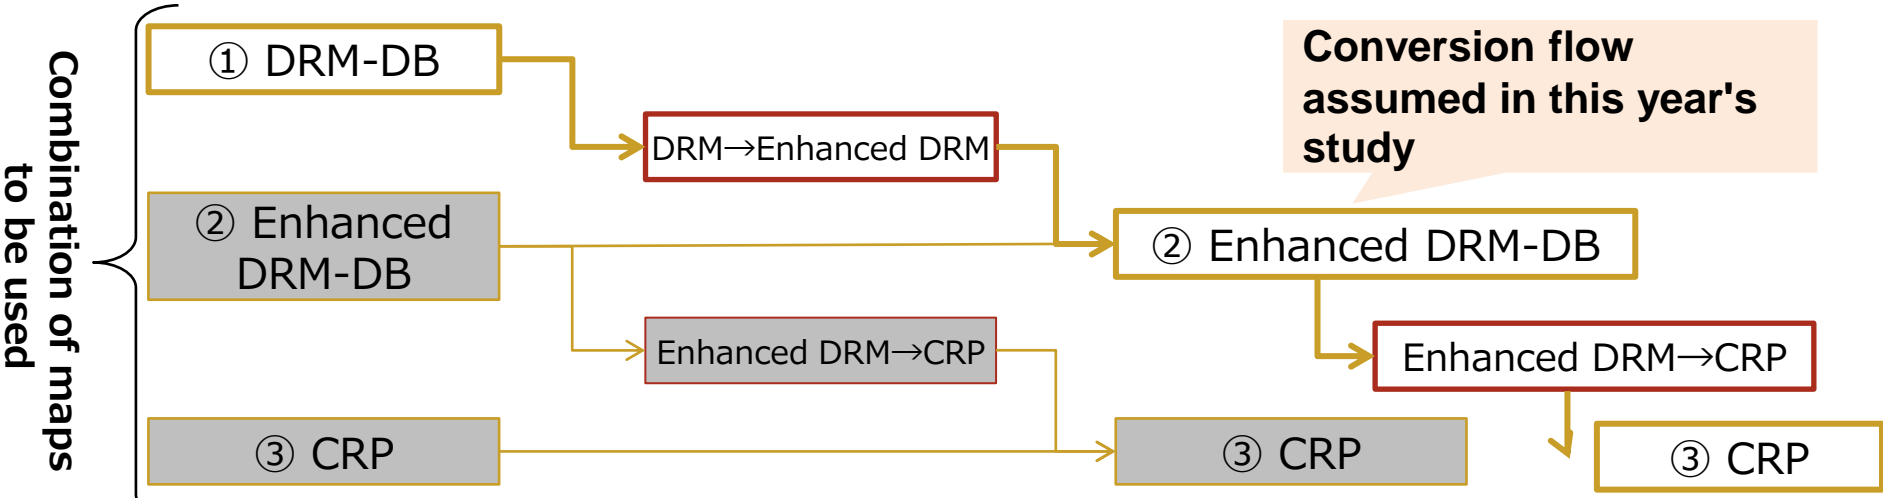 Combination of maps
to be used
① DRM-DB
DRM→Enhanced DRM
Conversion flow
assumed in this year's
study
② Enhanced
DRM-DB
② Enhanced DRM-DB
Enhanced DRM→CRP
Enhanced DRM→CRP
③ CRP
③ CRP
③ CRP